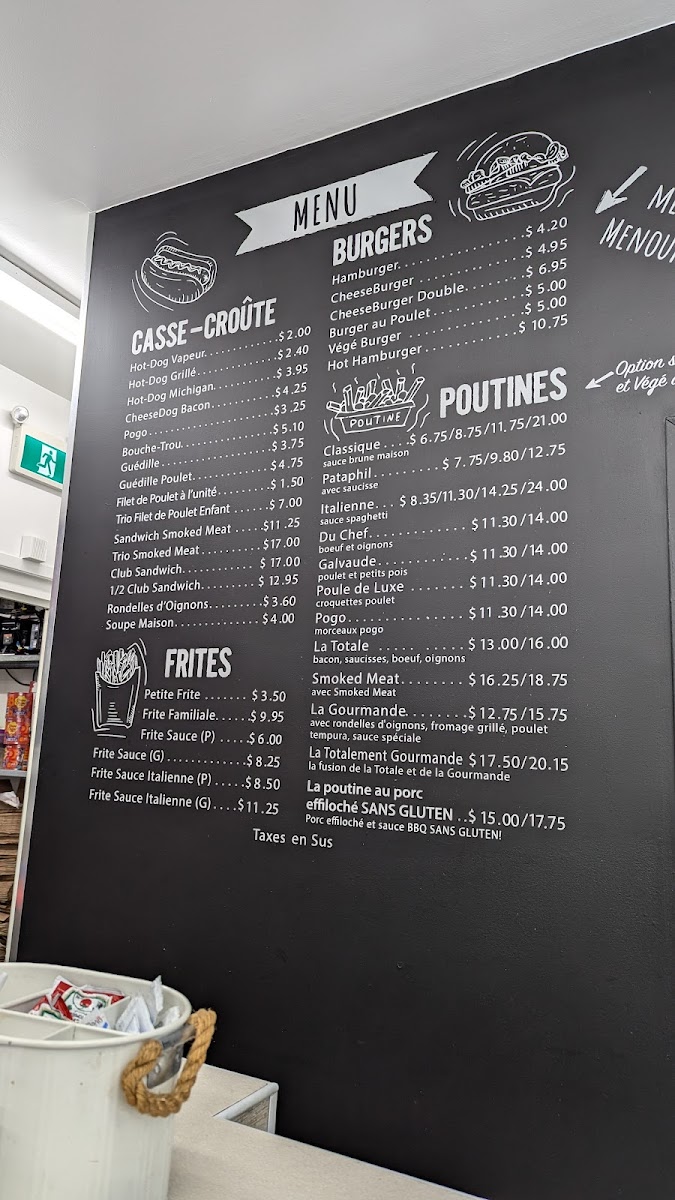 MENU
CASSE-CROÛTE
Hot-Dog Vapeur..............$2.00
Hot-Dog Grillé..............$2.40
Hot-Dog Michigan............$3.95
CheeseDog Bacon.............$4.25
Pogo........................$3.25
Bouche-Trou.................$5.10
Guédille....................$3.75
Guédille Poulet.............$4.75
Filet de Poulet à l'unité...$1.50
Trio Filet de Poulet Enfant.....$7.00
Sandwich Smoked Meat.....$11.25
Trio Smoked Meat..........$17.00
Club Sandwich.............$17.00
1/2 Club Sandwich.........$12.95
Rondelles d'Oignons........$3.60
Soupe Maison...............$4.00
FRITES
Petite Frite.......$3.50
Frite Familiale.....$9.95
Frite Sauce (P).....$6.00
Frite Sauce (G)............$8.25
Frite Sauce Italienne (P).....$8.50
Frite Sauce Italienne (G)....$11.25
BURGERS
Hamburger...................$4.20
CheeseBurger................$4.95
CheeseBurger Double.........$6.95
Burger au Poulet............$5.00
Végé Burger.................$5.00
Hot Hamburger...............$10.75
POUTINE
POUTINES
Classique....$6.75/8.75/11.75/21.00
sauce brune maison
Pataphil..........$7.75/9.80/12.75
avec saucisse
Italienne...$8.35/11.30/14.25/24.00
sauce spaghetti
Du Chef.............$11.30/14.00
boeuf et oignons
Galvaude............$11.30/14.00
poulet et petits pois
Poule de Luxe.......$11.30/14.00
croquettes poulet
Pogo................$11.30/14.00
morceaux pogo
La Totale...........$13.00/16.00
bacon, saucisses, boeuf, oignons
Smoked Meat........$16.25/18.75
avec Smoked Meat
La Gourmande........$12.75/15.75
avec rondelles d'oignons, fromage grillé, poulet
tempura, sauce spéciale
La Totalement Gourmande $17.50/20.15
la fusion de la Totale et de la Gourmande
La poutine au porc
effiloché SANS GLUTEN..$15.00/17.75
Porc effiloché et sauce BBQ SANS GLUTEN!
Taxes en Sus
Option
et Végé